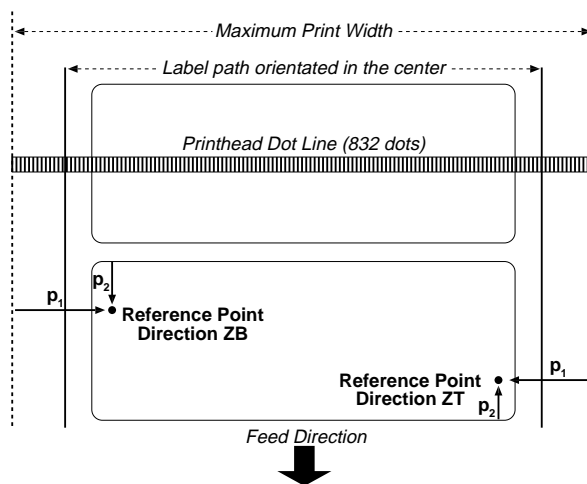 Maximum Print Width
Label path orientated in the center
Printhead Dot Line (832 dots)
p2
p1
Reference Point
Direction ZB
Reference Point
Direction ZT
p1
p2
Feed Direction